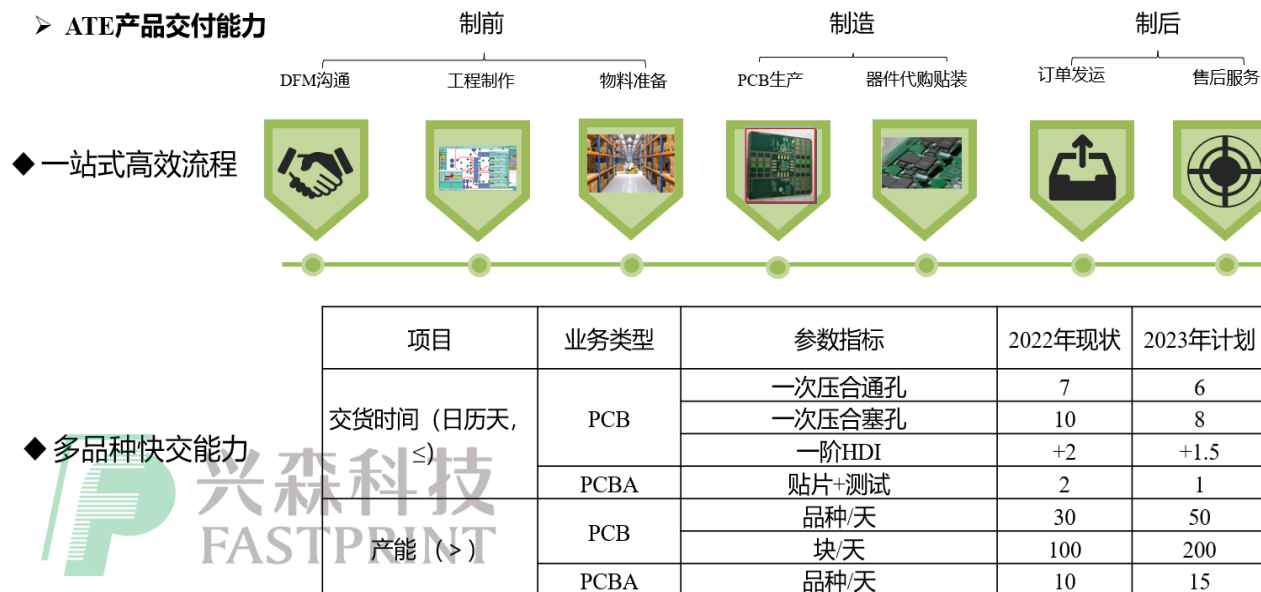 ➢ ATE产品交付能力
制前
制造
制后
DFM沟通
工程制作
物料准备
PCB生产
器件代购贴装
订单发运
售后服务
◆ 一站式高效流程
◆ 多品种快交能力
项目 业务类型 参数指标 2022年现状 2023年计划
交货时间（日历天，
≤）
PCB
一次压合通孔 7 6
一次压合塞孔 10 8
一阶HDI +2 +1.5
PCBA 贴片+测试 2 1
产能（>）
PCB
品种/天 30 50
块/天 100 200
PCBA 品种/天 10 15
兴森科技
FASTPRINT